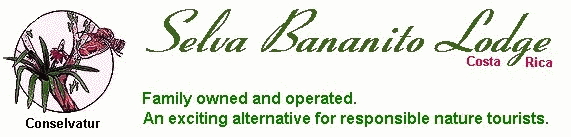 Selva Bananito Lodge
Costa Rica
Conselvatur
Family owned and operated.
An exciting alternative for responsible nature tourists.